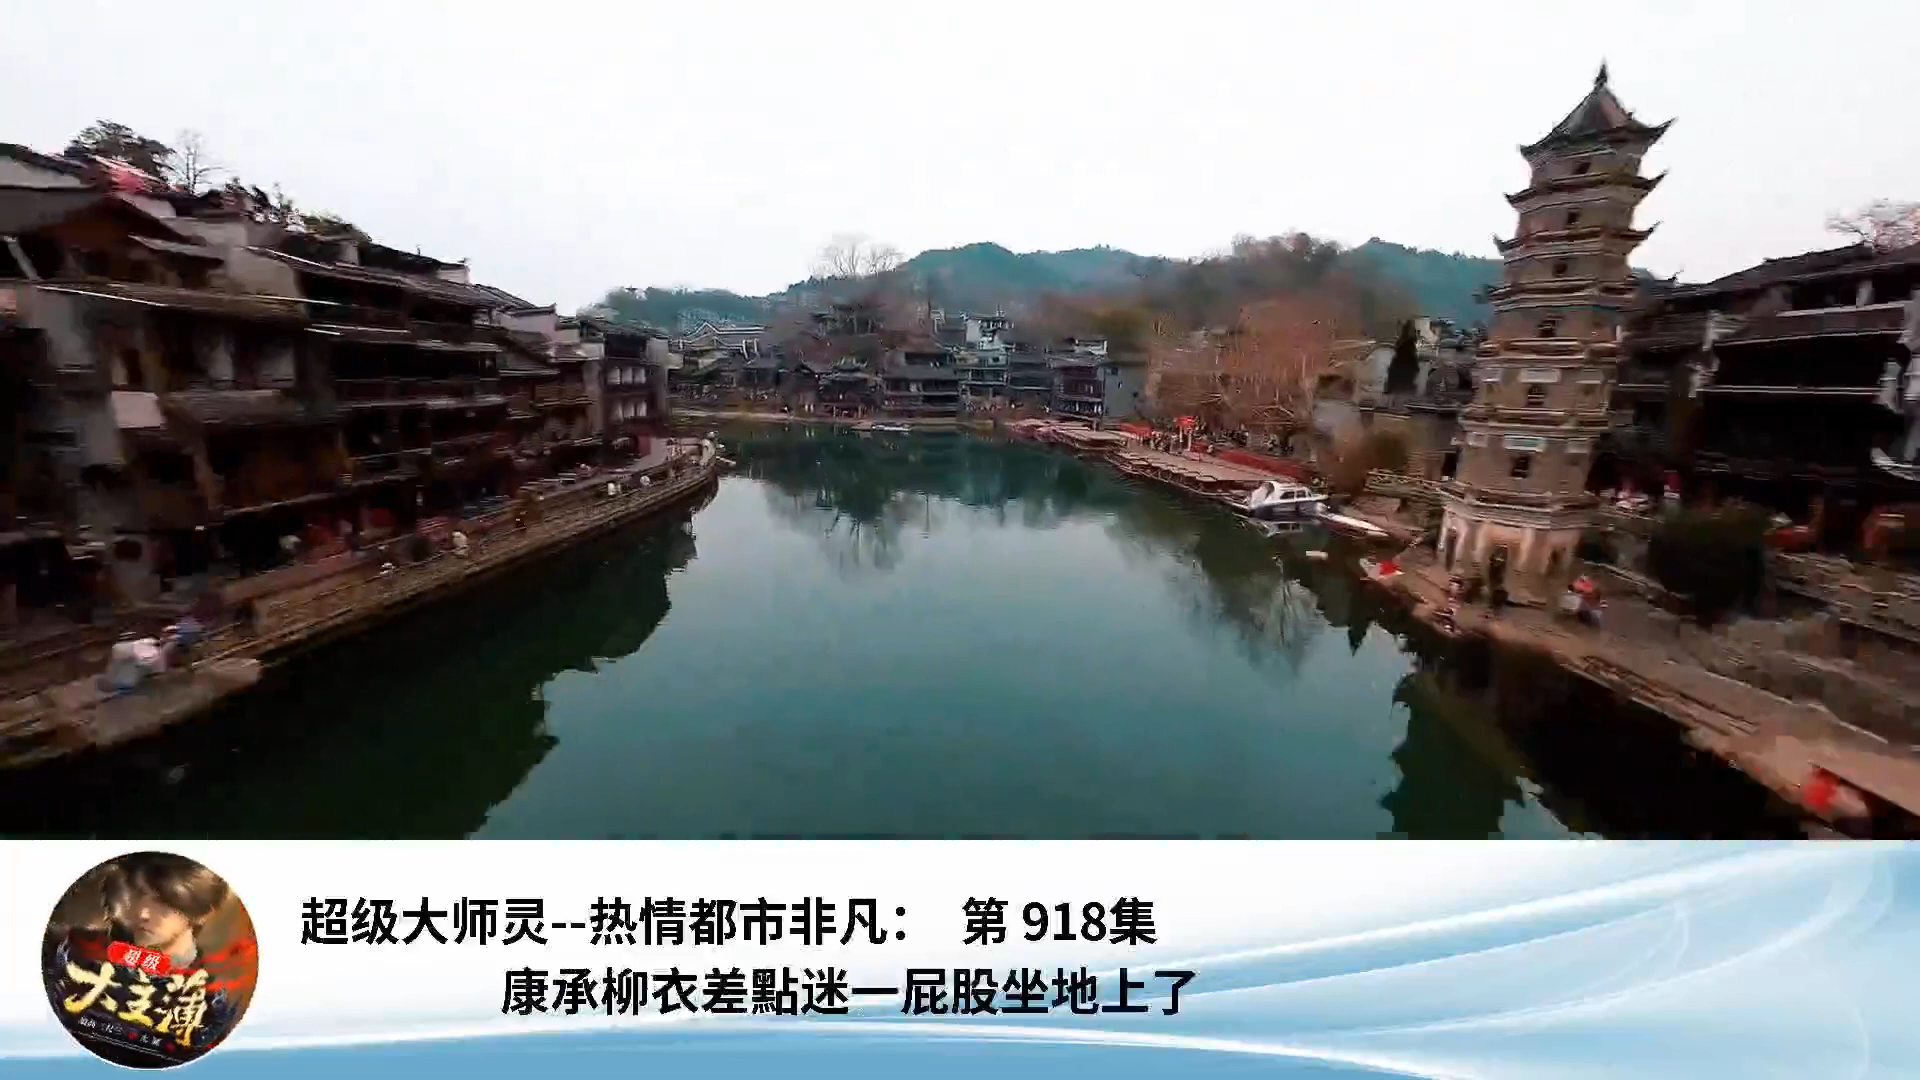 超级大师灵--热情都市非凡： 第 918集
康承柳衣差點迷一屁股坐地上了
超级
大主簿